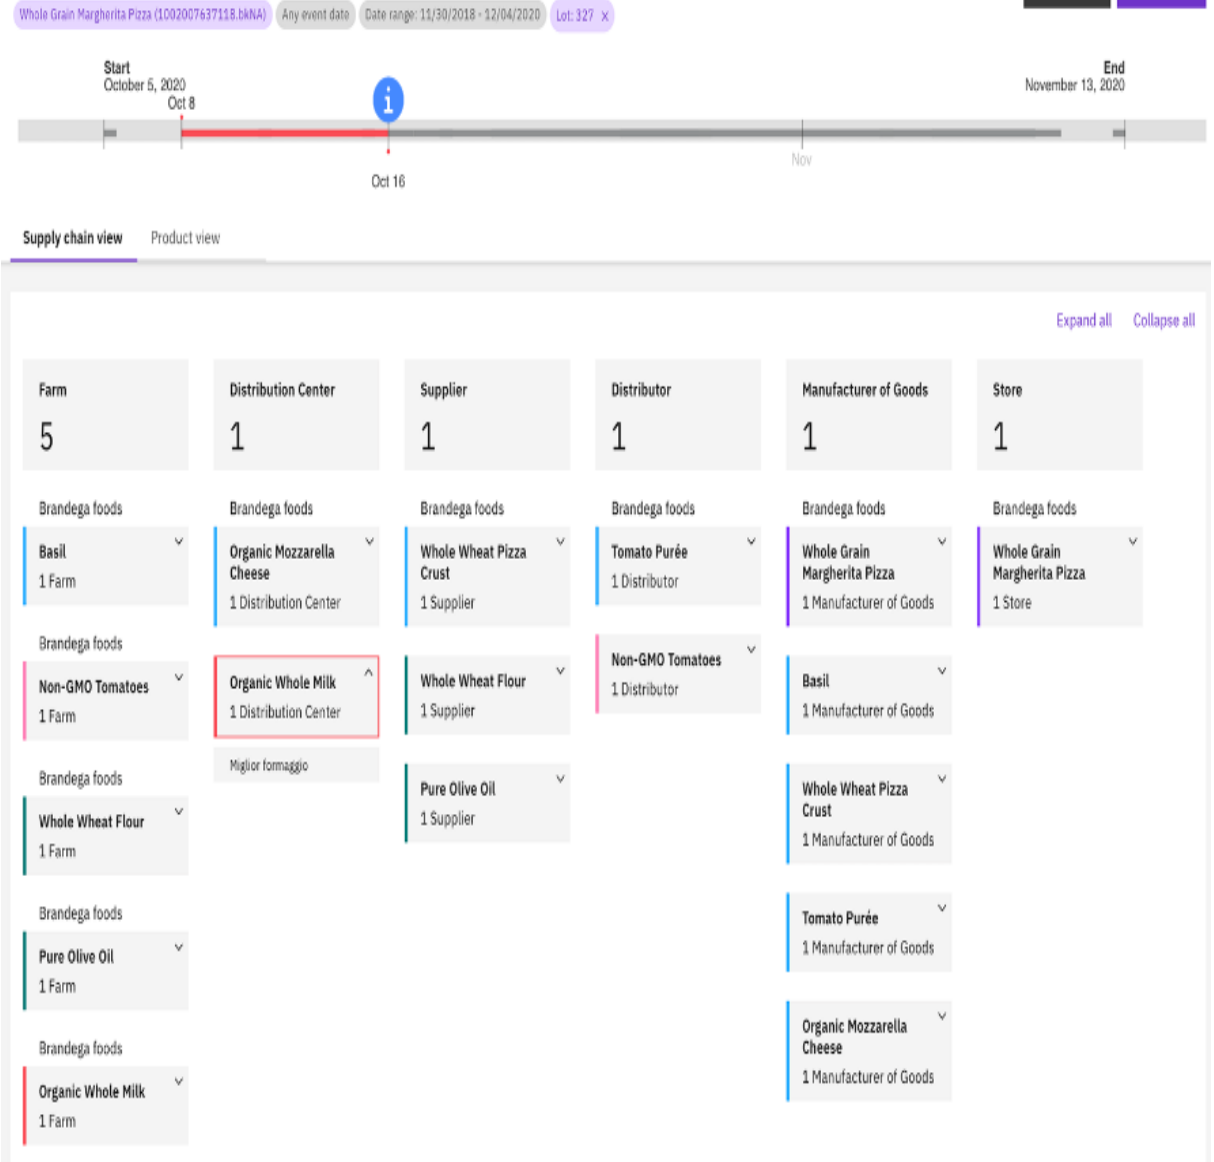 Whole Grain Margherita Pizza (1002007637118.bkNA)
Any event date
Date range: 11/30/2018 - 12/04/2020
Lot: 327 x
Start
October 5, 2020
Oct 8
i
End
November 13, 2020
Nov
Oct 16
Supply chain view
Product view
Expand all
Collapse all
Farm
5
Brandega foods
Basil
1 Farm
Brandega foods
Non-GMO Tomatoes
1 Farm
Brandega foods
Whole Wheat Flour
1 Farm
Brandega foods
Pure Olive Oil
1 Farm
Brandega foods
Organic Whole Milk
1 Farm
Distribution Center
1
Brandega foods
Organic Mozzarella
Cheese
1 Distribution Center
Organic Whole Milk
1 Distribution Center
Miglior formaggio
Supplier
1
Brandega foods
Whole Wheat Pizza
Crust
1 Supplier
Whole Wheat Flour
1 Supplier
Pure Olive Oil
1 Supplier
Distributor
1
Brandega foods
Tomato Purée
1 Distributor
Non-GMO Tomatoes
1 Distributor
Manufacturer of Goods
1
Brandega foods
Whole Grain
Margherita Pizza
1 Manufacturer of Goods
Basil
1 Manufacturer of Goods
Whole Wheat Pizza
Crust
1 Manufacturer of Goods
Tomato Purée
1 Manufacturer of Goods
Organic Mozzarella
Cheese
1 Manufacturer of Goods
Store
1
Brandega foods
Whole Grain
Margherita Pizza
1 Store